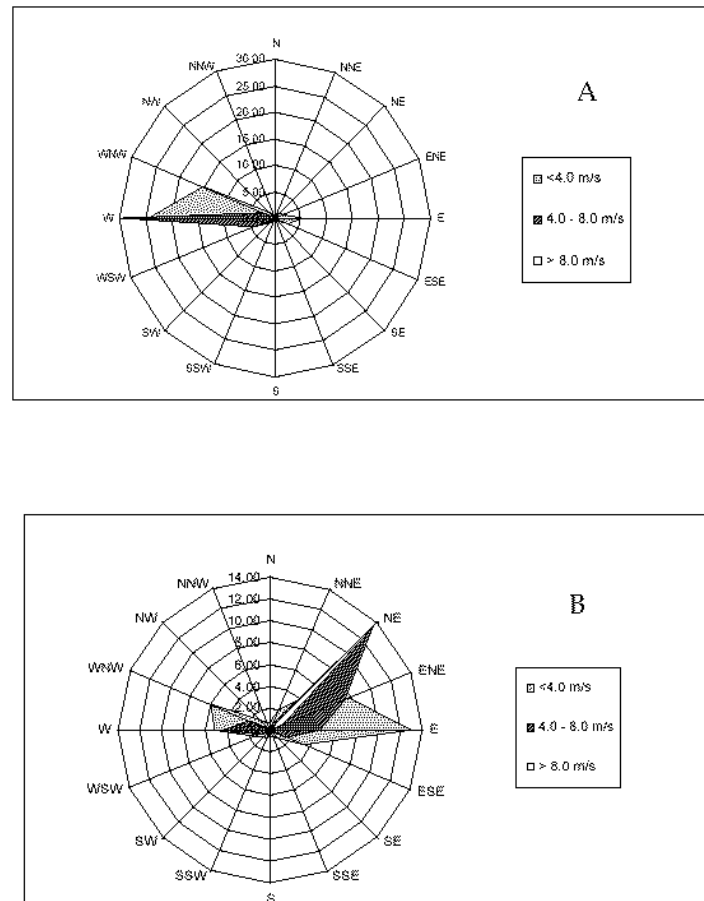 N
NNE
NE
ENE
E
ESE
SE
SSE
S
SSW
SW
WSW
W
WNW
NW
NNW
30.00
25.00
20.00
15.00
10.00
5.00
0.00
A
<4.0 m/s
4.0 - 8.0 m/s
> 8.0 m/s
N
NNE
NE
ENE
E
ESE
SE
SSE
S
SSW
SW
WSW
W
WNW
NW
NNW
14.00
12.00
10.00
8.00
6.00
4.00
2.00
B
<4.0 m/s
4.0 - 8.0 m/s
> 8.0 m/s